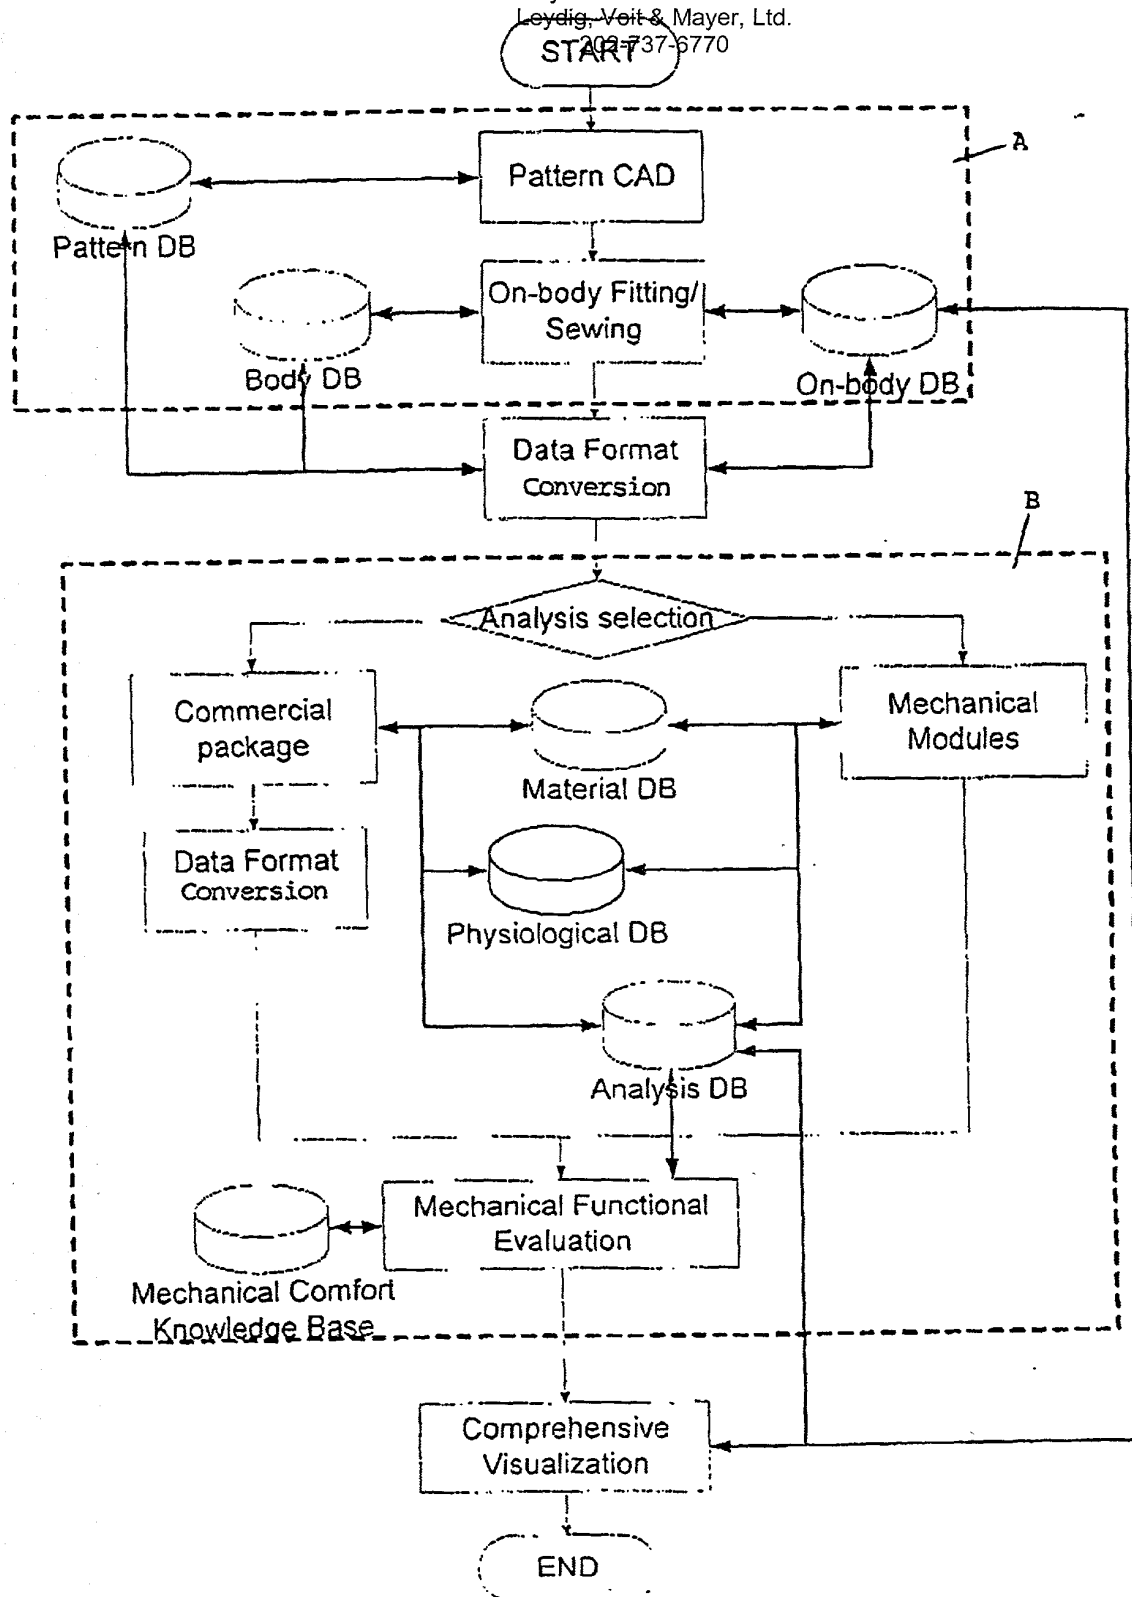 Leydig, Voit & Mayer, Ltd.
202-737-6770
START
A
Pattern CAD
Pattern DB
On-body Fitting/
Sewing
Body DB
On-body DB
Data Format
Conversion
B
Analysis selection
Commercial
package
Mechanical
Modules
Material DB
Data Format
Conversion
Physiological DB
Analysis DB
Mechanical Functional
Evaluation
Mechanical Comfort
Knowledge Base
Comprehensive
Visualization
END